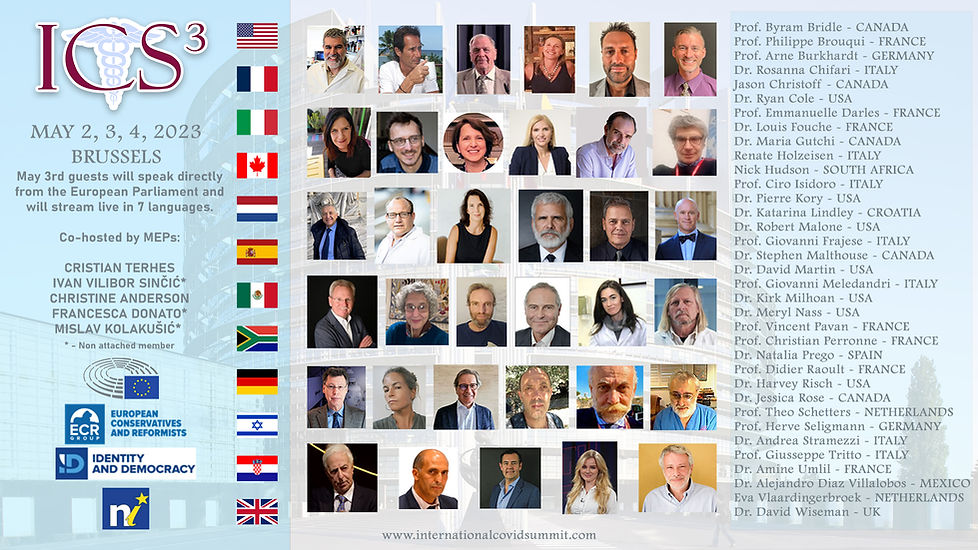 ICS³
MAY 2, 3, 4, 2023
BRUSSELS
May 3rd guests will speak directly
from the European Parliament and
will stream live in 7 languages.
Co-hosted by MEPs:
CRISTIAN TERHES
IVAN VILIBOR SINČIĆ*
CHRISTINE ANDERSON
FRANCESCA DONATO*
MISLAV KOLAKUŠIĆ*
* - Non attached member
ECR
GROUP
EUROPEAN
CONSERVATIVES
AND REFORMISTS
ID
IDENTITY
AND DEMOCRACY
ni
Prof. Byram Bridle - CANADA
Prof. Philippe Brouqui - FRANCE
Prof. Arne Burkhardi - GERMANY
Dr. Rosanna Chifari - ITALY
Jason Christoff - CANADA
Dr. Ryan Cole - USA
Prof. Emmanuelle Darles - FRANCE
Dr. Louis Fouche - FRANCE
Dr. Maria Gutchi - CANADA
Renate Holzeisen - ITALY
Nick Hudson - SOUTH AFRICA
Prof. Ciro Isidoro - ITALY
Dr. Pierre Kory - USA
Dr. Katarina Lindley - CROATIA
Dr. Robert Malone - USA
Prof. Giovanni Frajese - ITALY
Dr. Stephen Malthouse - CANADA
Dr. David Martin - USA
Prof. Giovanni Meledandri - ITALY
Dr. Kirk Milhoan - USA
Dr. Meryl Nass - USA
Prof. Vincent Pavan - FRANCE
Prof. Christian Perronne - FRANCE
Dr. Natalia Prego - SPAIN
Prof. Didier Raoult - FRANCE
Dr. Harvey Risch - USA
Dr. Jessica Rose - CANADA
Prof. Theo Schetters - NETHERLANDS
Prof. Herve Seligmann - GERMANY
Dr. Andrea Stramezzi - ITALY
Prof. Giusseppe Tritto - ITALY
Dr. Amine Umlil - FRANCE
Dr. Alejandro Diaz Villalobos - MEXICO
Eva Vlaardingerbroek - NETHERLANDS
Dr. David Wiseman - UK
www.internationalcovidsummit.com